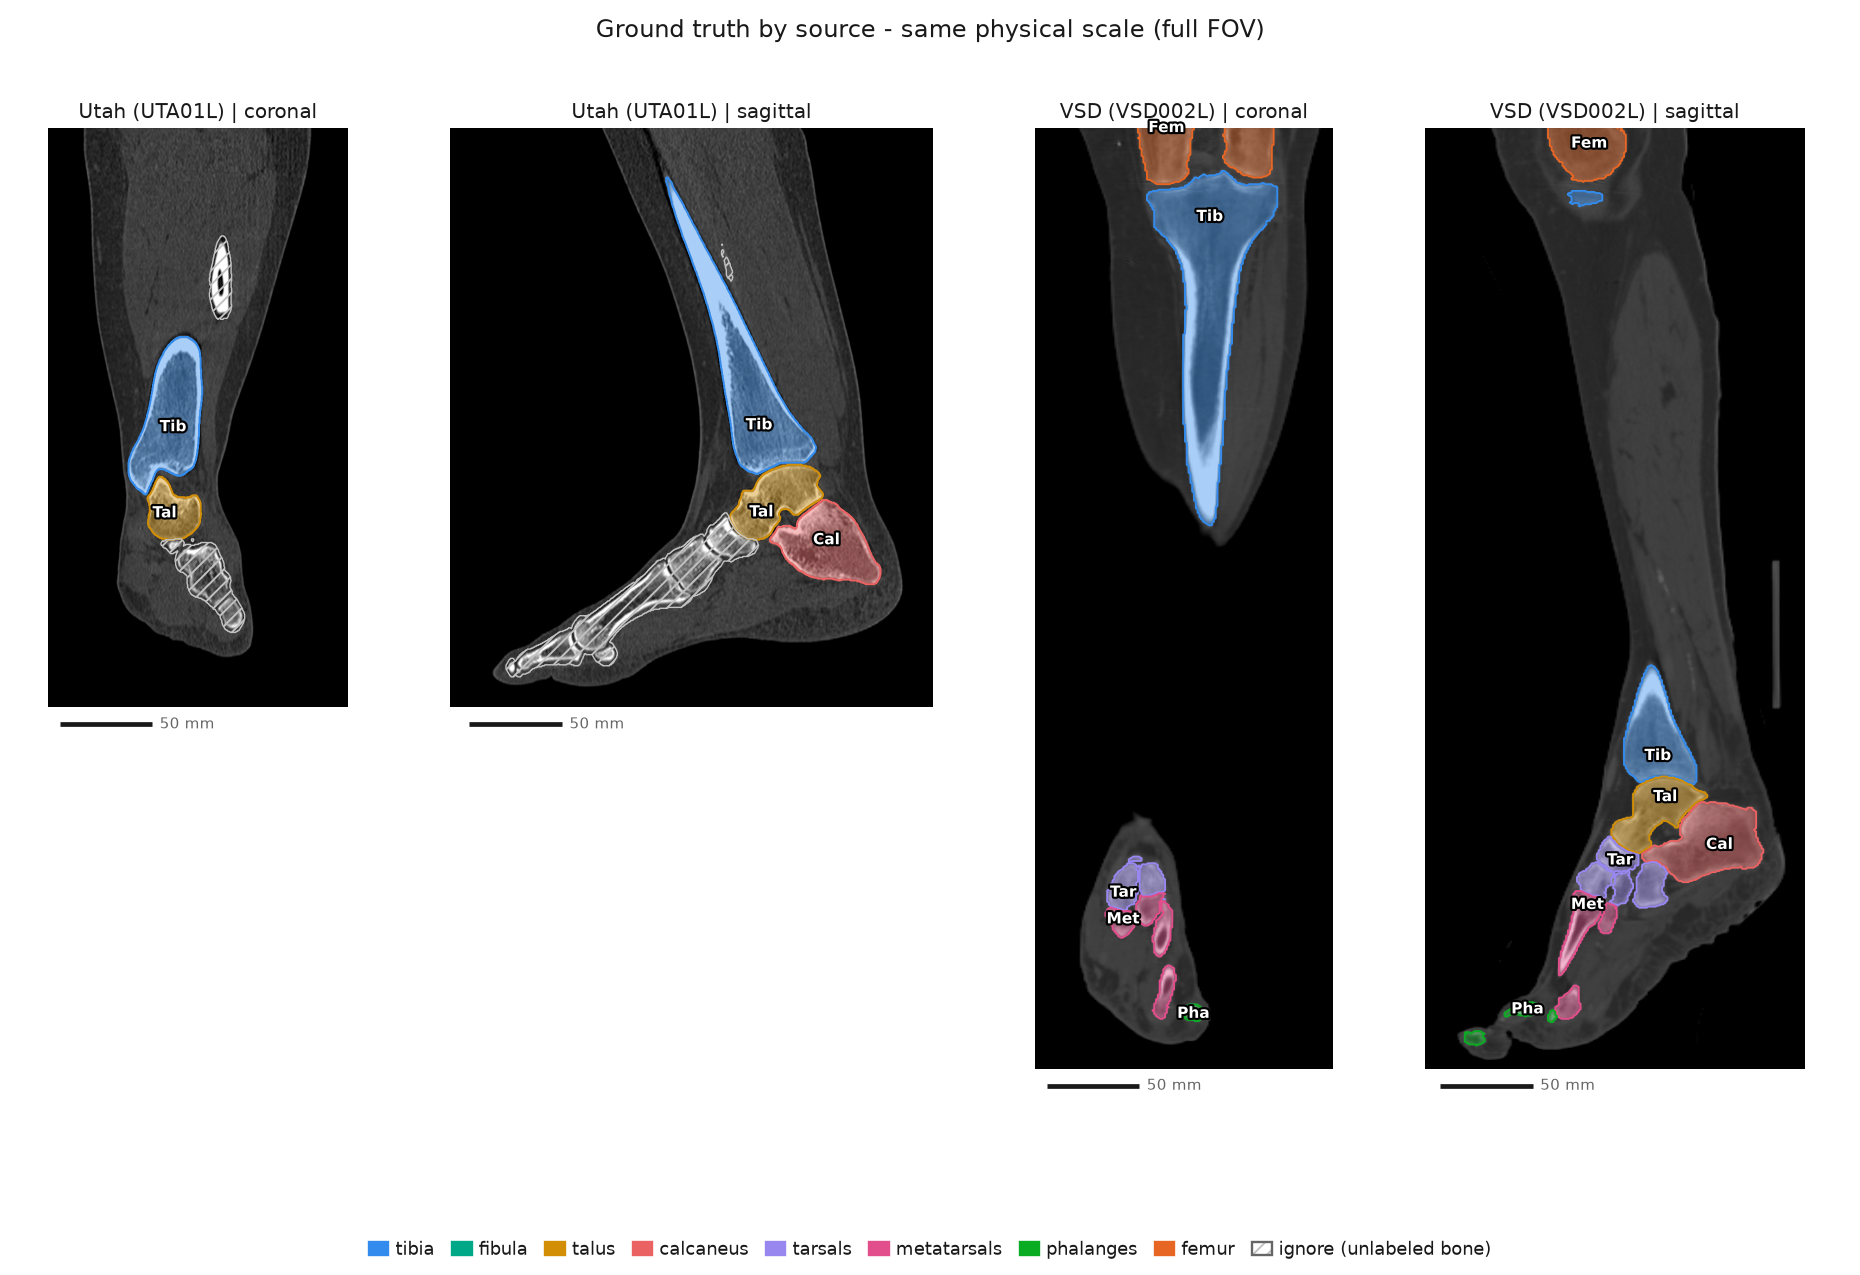 Ground truth by source - same physical scale (full FOV)
Utah (UTA01L) | coronal
Tib
Tal
50 mm
Utah (UTA01L) | sagittal
Tib
Tal
Cal
50 mm
VSD (VSD002L) | coronal
Fem
Tib
Tar
Met
Pha
50 mm
VSD (VSD002L) | sagittal
Fem
Tib
Tal
Cal
Tar
Met
Pha
50 mm
tibia fibula talus calcaneus tarsals metatarsals phalanges femur ignore (unlabeled bone)